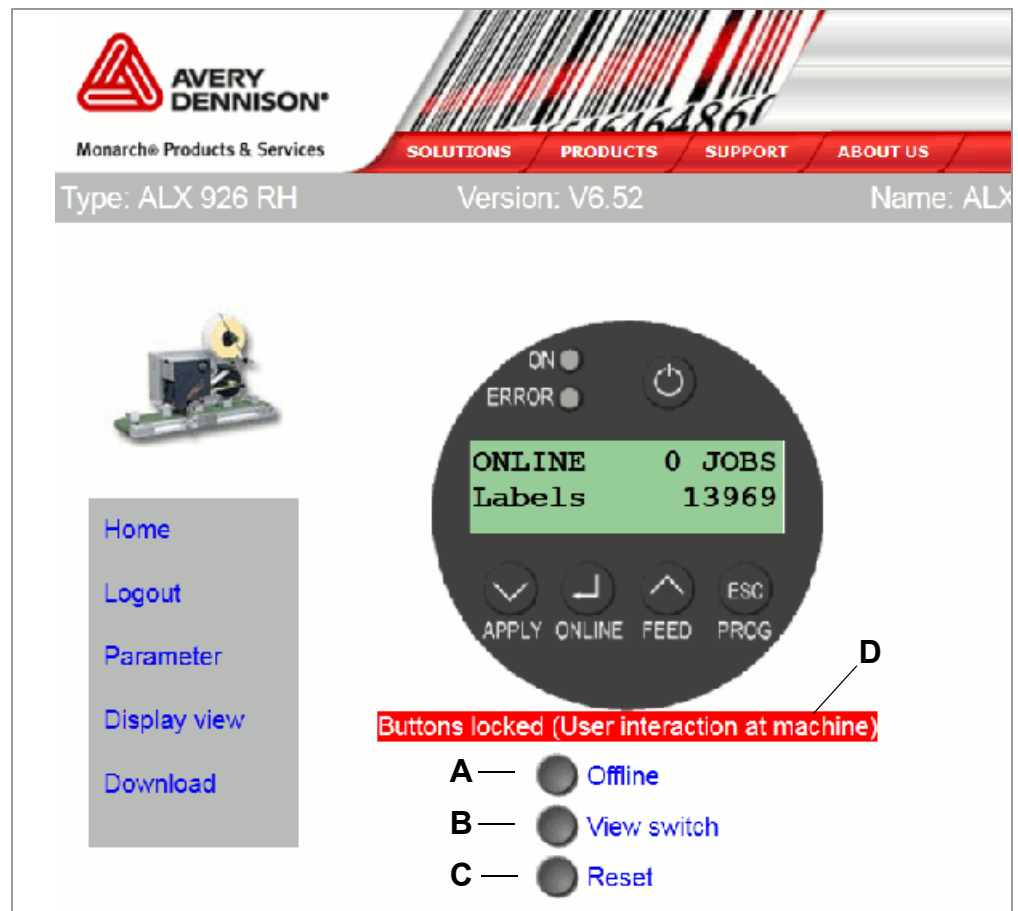 AVERY
DENNISON®
Monarch® Products & Services
SOLUTIONS PRODUCTS SUPPORT ABOUT US
Type: ALX 926 RH Version: V6.52 Name: ALX
ON
ERROR
ONLINE 0 JOBS
Labels 13969
ESC
APPLY ONLINE FEED PROG
Home
Logout
Parameter
Display view
Download
D
Buttons locked (User interaction at machine)
A Offline
B View switch
C Reset